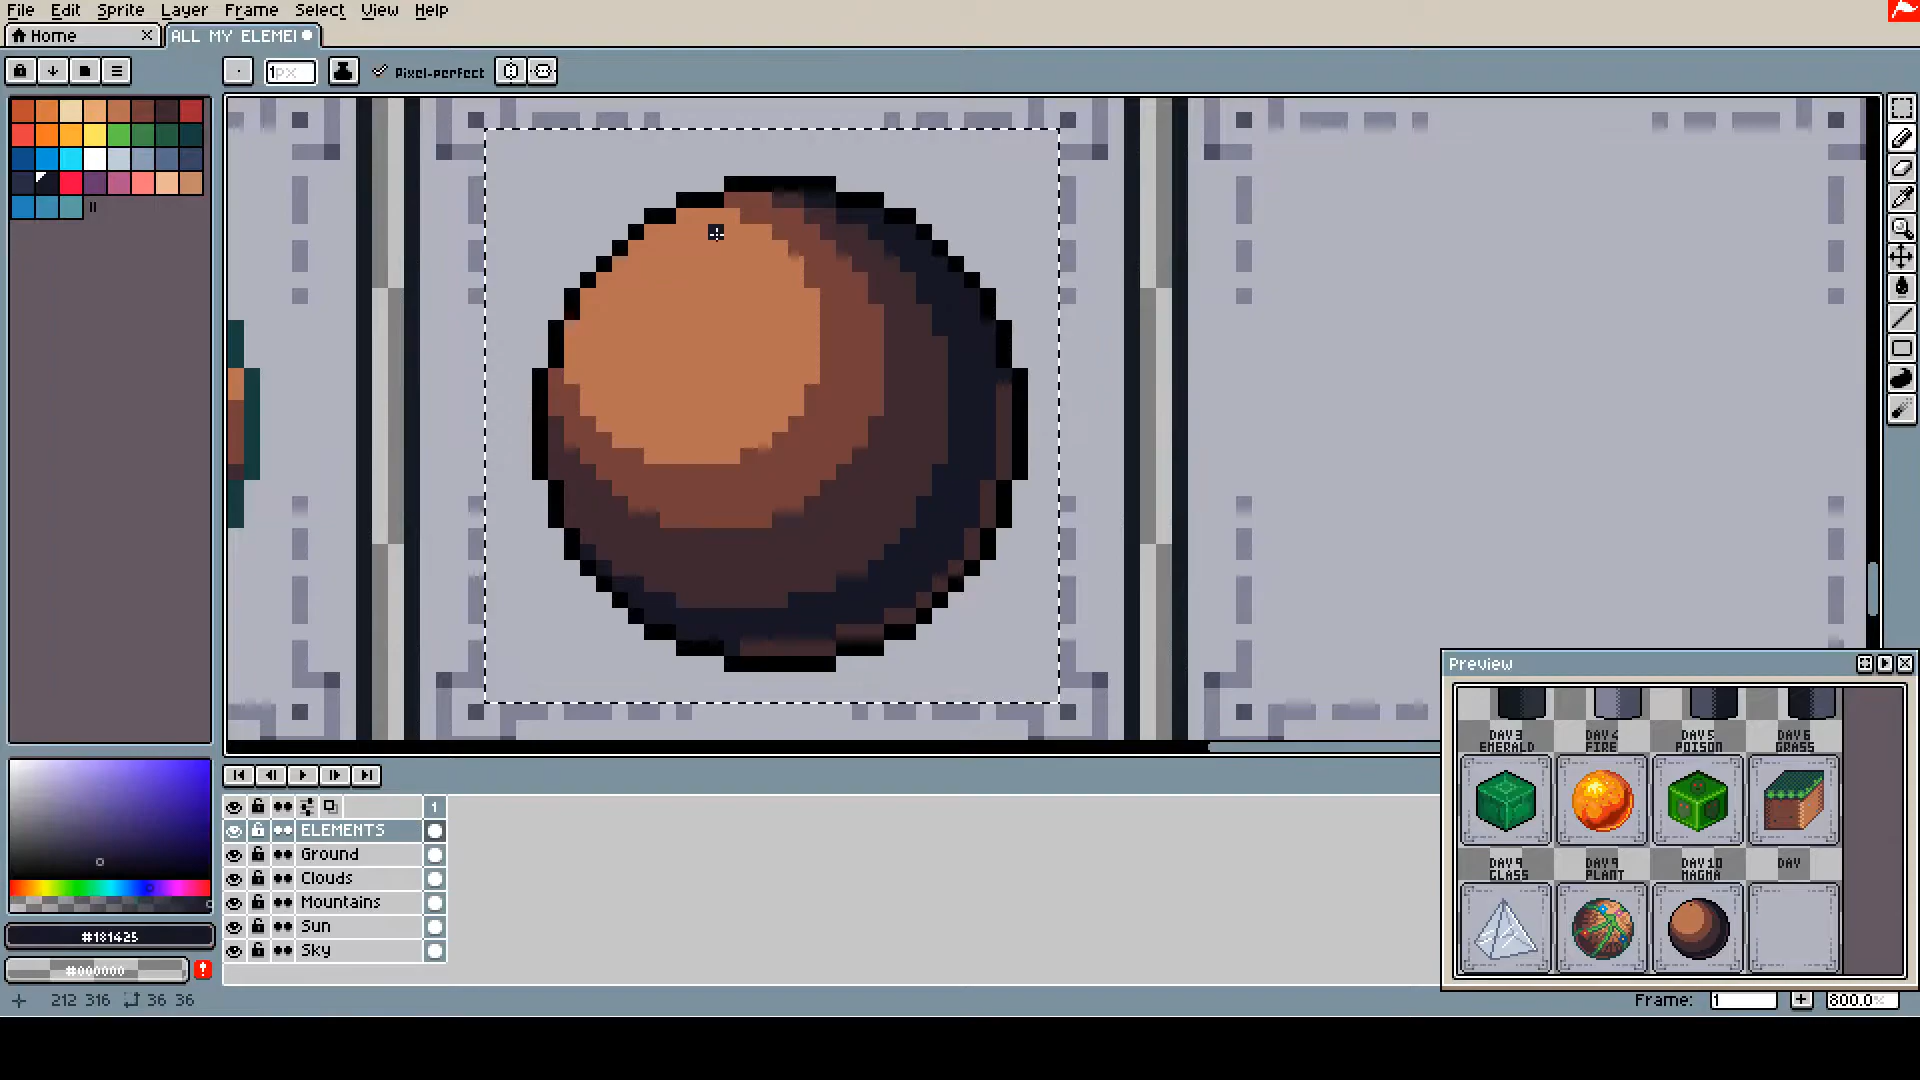 File Edit Sprite Layer Frame Select View Help
Home ALL MY ELEME
1px Pixel-perfect
Preview
DAY 3 DAY 4 DAY 5 DAY 6
EMERALD FIRE POISON GRASS
DAY 9 DAY 9 DAY 10 DAY
GLASS PLANT MAGMA
1
ELEMENTS
Ground
Clouds
Mountains
Sun
Sky
#181425
#000000
212 316 36 36
Frame: 1 800.0